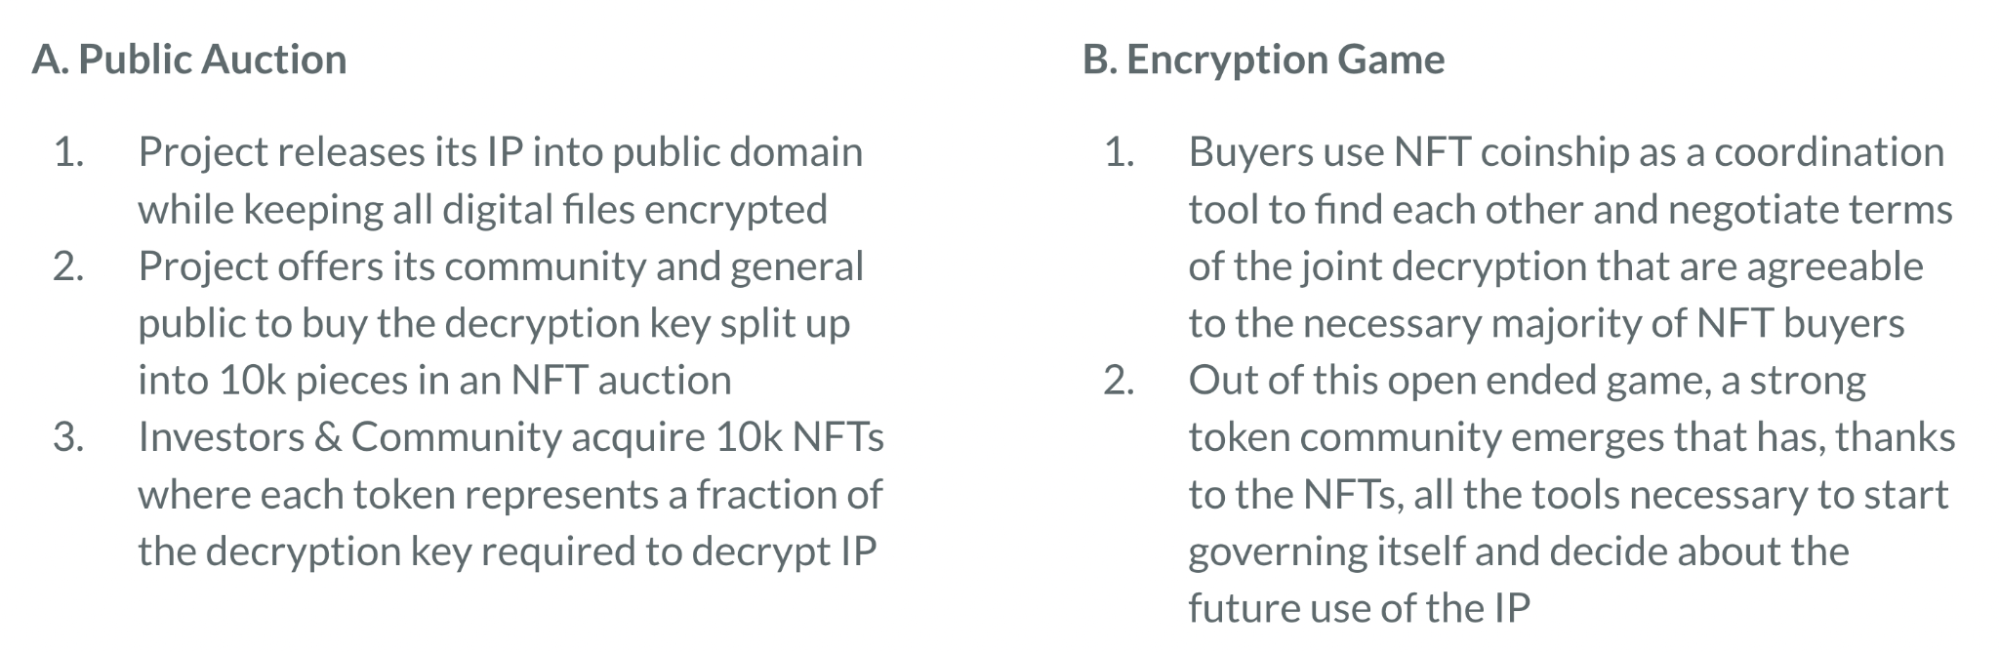 A. Public Auction
1. Project releases its IP into public domain
while keeping all digital files encrypted
2. Project offers its community and general
public to buy the decryption key split up
into 10k pieces in an NFT auction
3. Investors & Community acquire 10k NFTs
where each token represents a fraction of
the decryption key required to decrypt IP
B. Encryption Game
1. Buyers use NFT coinship as a coordination
tool to find each other and negotiate terms
of the joint decryption that are agreeable
to the necessary majority of NFT buyers
2. Out of this open ended game, a strong
token community emerges that has, thanks
to the NFTs, all the tools necessary to start
governing itself and decide about the
future use of the IP